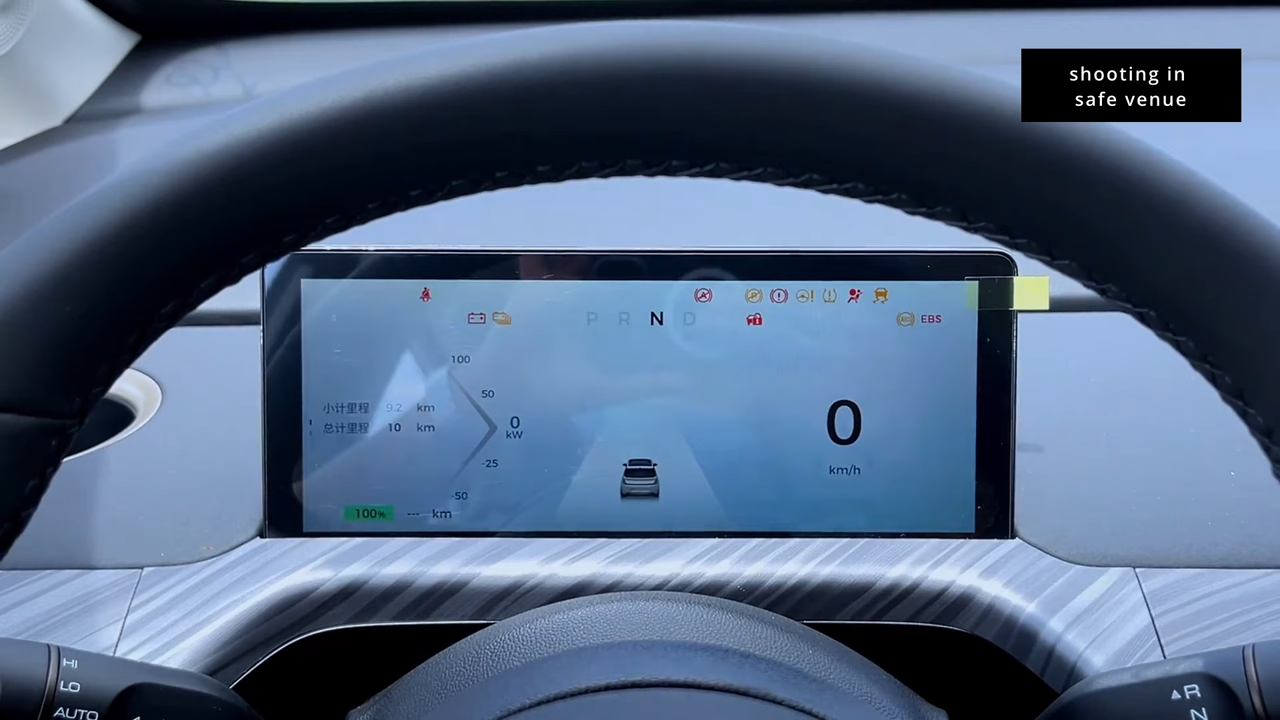 shooting in
safe venue
P R N D
EBS
100
50
小计里程 9.2 km
总计里程 10 km
0
kW
0
km/h
-25
-50
100% --- km
HI
LO
AUTO
R
N